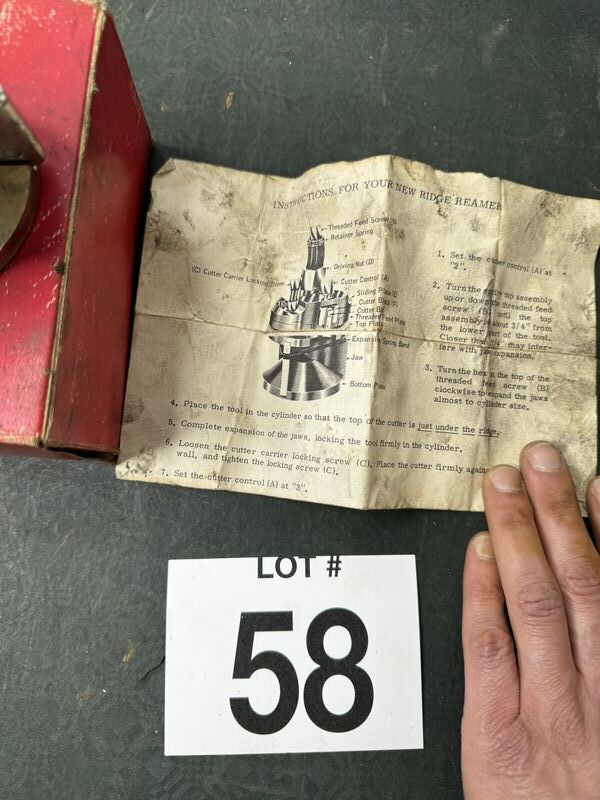 INSTRUCTIONS FOR YOUR NEW RIDGE REAMER
Threaded Feed Screw (B)
Retainer Spring
Driving Nut (D)
(C) Cutter Carrier Locking Screw
Cutter Control (A)
Sliding Plate (E)
Cutter Block (F)
Cutter Bit
Threaded Feed Plate
Top Plate
Expansion Spring Band
Jaw
Bottom Plate
1. Set the cutter control (A) at
"2".
2. Turn the entire top assembly
up or down the threaded feed
screw (B) until the top
assembly is about 3/4" from
the lower part of the tool.
Closer than 3/4" may inter-
fere with jaw expansion.
3. Turn the hex at the top of the
threaded feed screw (B)
clockwise to expand the jaws
almost to cylinder size.
4. Place the tool in the cylinder so that the top of the cutter is just under the ridge.
5. Complete expansion of the jaws, locking the tool firmly in the cylinder.
6. Loosen the cutter carrier locking screw (C). Place the cutter firmly against
wall, and tighten the locking screw (C).
7. Set the cutter control (A) at "3".
LOT #
58